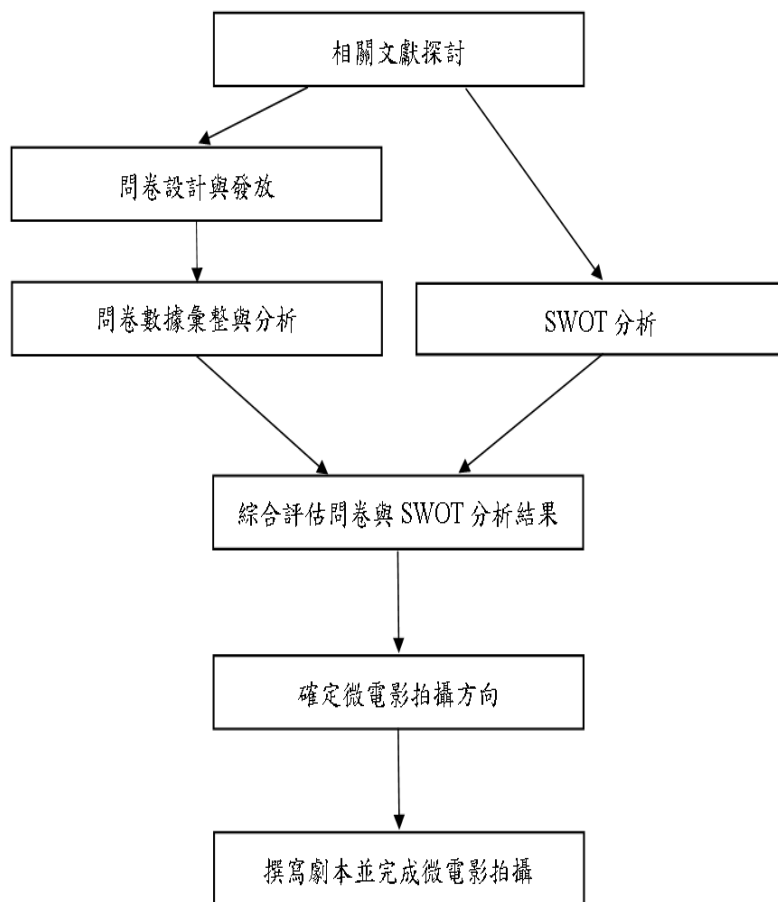 相關文獻探討
問卷設計與發放
問卷數據彙整與分析
SWOT 分析
綜合評估問卷與 SWOT 分析結果
確定微電影拍攝方向
撰寫劇本並完成微電影拍攝